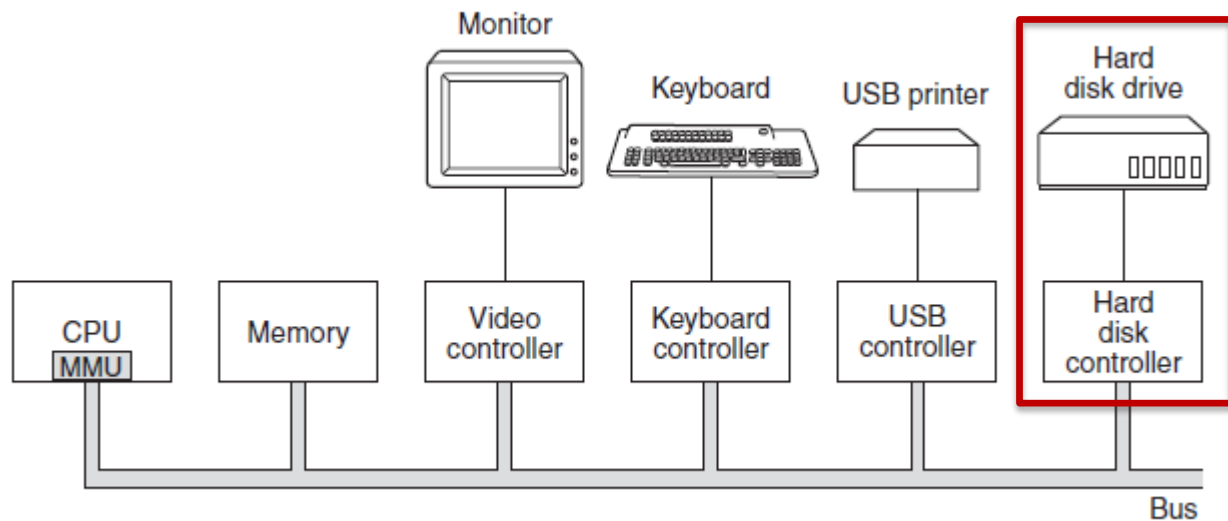 Monitor
Keyboard
USB printer
Hard
disk drive
CPU
MMU
Memory
Video
controller
Keyboard
controller
USB
controller
Hard
disk
controller
Bus